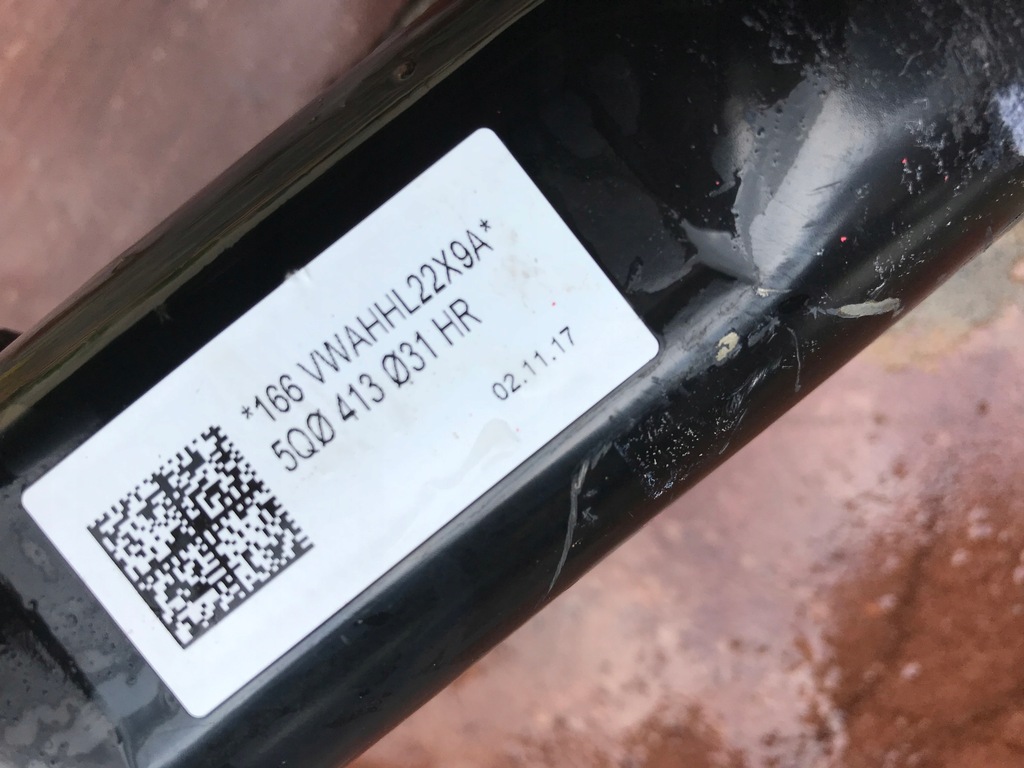 *166 VWAHHL22X9A*
5QØ 413 Ø31 HR
02.11.17